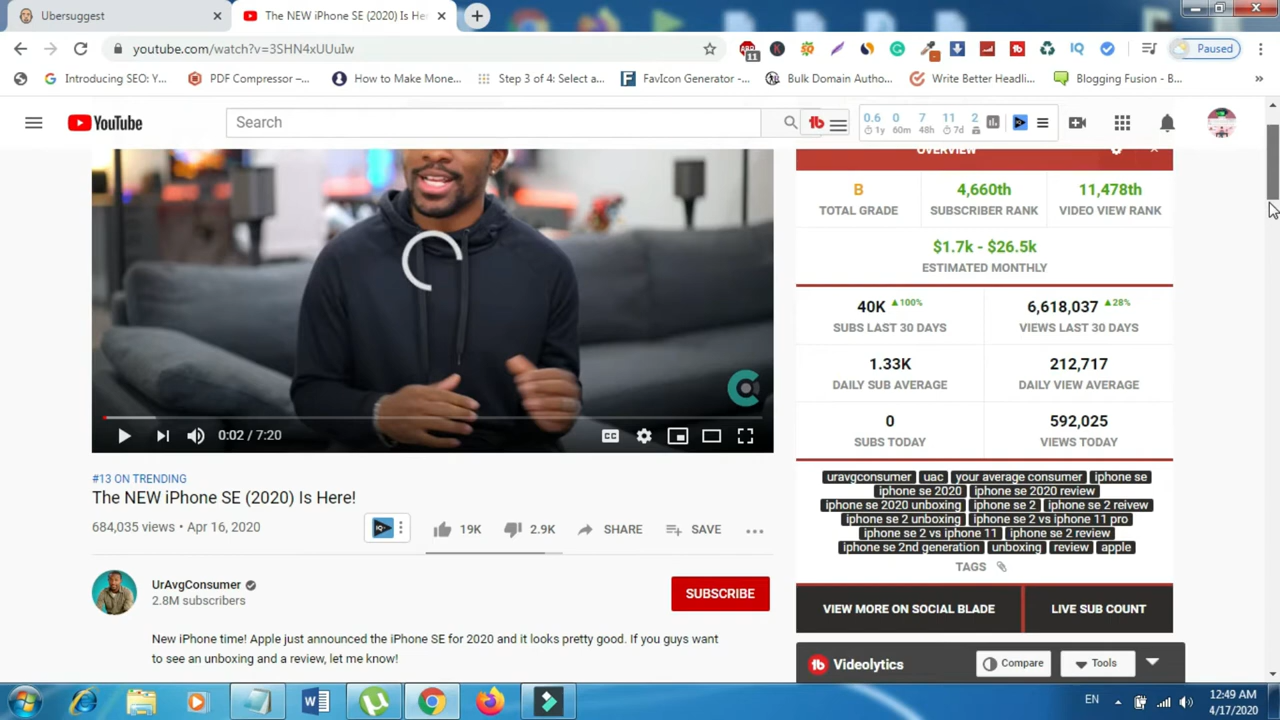 Ubersuggest
The NEW iPhone SE (2020) Is He
youtube.com/watch?v=3SHN4xUUuIw
11
IQ
Paused
Introducing SEO: Y...
PDF Compressor –...
How to Make Mone...
Step 3 of 4: Select a...
FavIcon Generator –...
Bulk Domain Autho...
Write Better Headli...
Blogging Fusion - B...
YouTube
Search
tb
0.6 0 7 11 2
1y 60m 48h 7d
OVERVIEW
B 4,660th 11,478th
TOTAL GRADE SUBSCRIBER RANK VIDEO VIEW RANK
$1.7k - $26.5k
ESTIMATED MONTHLY
40K 100% 6,618,037 28%
SUBS LAST 30 DAYS VIEWS LAST 30 DAYS
1.33K 212,717
DAILY SUB AVERAGE DAILY VIEW AVERAGE
0 592,025
SUBS TODAY VIEWS TODAY
uravgconsumer uac your average consumer iphone se
iphone se 2020 iphone se 2020 review
iphone se 2020 unboxing iphone se 2 iphone se 2 reivew
iphone se 2 unboxing iphone se 2 vs iphone 11 pro
iphone se 2 vs iphone 11 iphone se 2 review
iphone se 2nd generation unboxing review apple
TAGS
VIEW MORE ON SOCIAL BLADE LIVE SUB COUNT
tb Videolytics Compare Tools
0:02 / 7:20
CC
#13 ON TRENDING
The NEW iPhone SE (2020) Is Here!
684,035 views • Apr 16, 2020
19K 2.9K SHARE SAVE
UrAvgConsumer
2.8M subscribers
SUBSCRIBE
New iPhone time! Apple just announced the iPhone SE for 2020 and it looks pretty good. If you guys want
to see an unboxing and a review, let me know!
EN
12:49 AM
4/17/2020